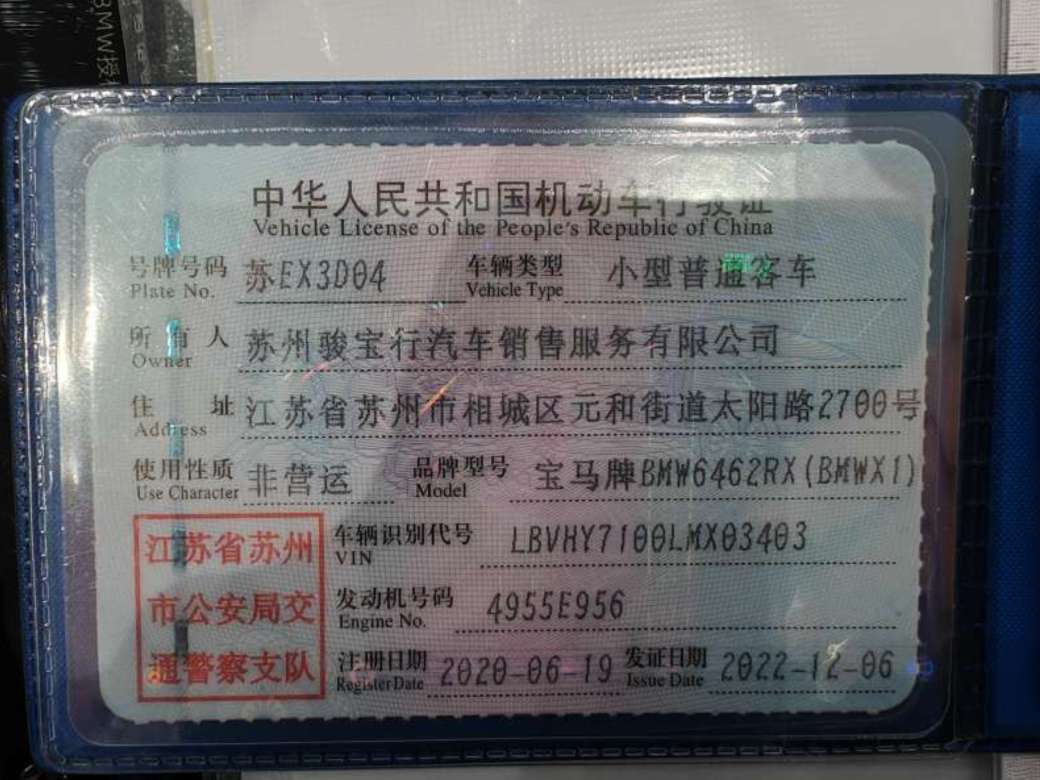 BMW授
中华人民共和国机动车行驶证
Vehicle License of the People's Republic of China
号牌号码 苏EX3D04 车辆类型 小型普通客车
Plate No. Vehicle Type
所有人 苏州骏宝行汽车销售服务有限公司
Owner
住址 江苏省苏州市相城区元和街道太阳路2700号
Address
使用性质 非营运 品牌型号 宝马牌BMW6462RX(BMWX1)
Use Character Model
江苏省苏州
市公安局交
通警察支队
车辆识别代号 LBVHY7100LMX03403
VIN
发动机号码 4955E956
Engine No.
注册日期 2020-06-19 发证日期 2022-12-06
Register Date Issue Date